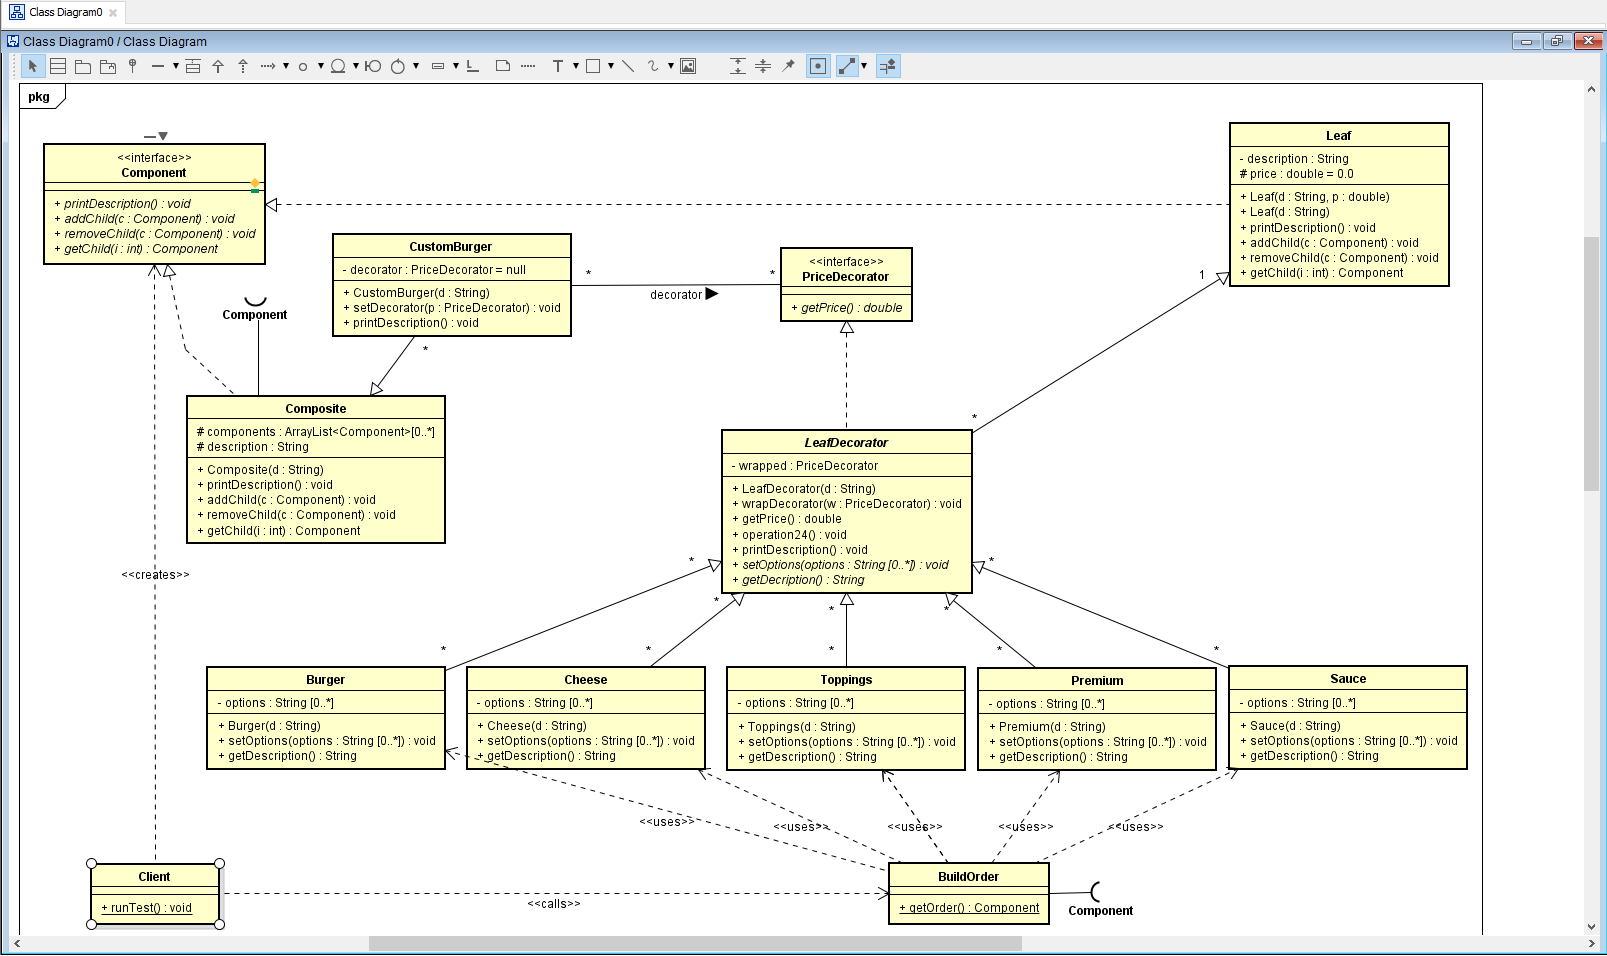 Class Diagram0
Class Diagram0 / Class Diagram
pkg
<<interface>>
Component
+ printDescription() : void
+ addChild(c : Component) : void
+ removeChild(c : Component) : void
+ getChild(i : int) : Component
Leaf
- description : String
# price : double = 0.0
+ Leaf(d : String, p : double)
+ Leaf(d : String)
+ printDescription() : void
+ addChild(c : Component) : void
+ removeChild(c : Component) : void
+ getChild(i : int) : Component
CustomBurger
- decorator : PriceDecorator = null
+ CustomBurger(d : String)
+ setDecorator(p : PriceDecorator) : void
+ printDescription() : void
*
*
decorator
<<interface>>
PriceDecorator
+ getPrice() : double
1
Component
*
Composite
# components : ArrayList<Component>[0..*]
# description : String
+ Composite(d : String)
+ printDescription() : void
+ addChild(c : Component) : void
+ removeChild(c : Component) : void
+ getChild(i : int) : Component
*
LeafDecorator
- wrapped : PriceDecorator
+ LeafDecorator(d : String)
+ wrapDecorator(w : PriceDecorator) : void
+ getPrice() : double
+ operation24() : void
+ printDescription() : void
+ setOptions(options : String [0..*]) : void
+ getDecription() : String
<<creates>>
*
*
*
*
*
*
*
*
*
*
Burger
- options : String [0..*]
+ Burger(d : String)
+ setOptions(options : String [0..*]) : void
+ getDescription() : String
Cheese
- options : String [0..*]
+ Cheese(d : String)
+ setOptions(options : String [0..*]) : void
+ getDescription() : String
Toppings
- options : String [0..*]
+ Toppings(d : String)
+ setOptions(options : String [0..*]) : void
+ getDescription() : String
Premium
- options : String [0..*]
+ Premium(d : String)
+ setOptions(options : String [0..*]) : void
+ getDescription() : String
Sauce
- options : String [0..*]
+ Sauce(d : String)
+ setOptions(options : String [0..*]) : void
+ getDescription() : String
<<uses>>
<<uses>>
<<uses>>
<<uses>>
<<uses>>
Client
+ runTest() : void
<<calls>>
BuildOrder
+ getOrder() : Component
Component